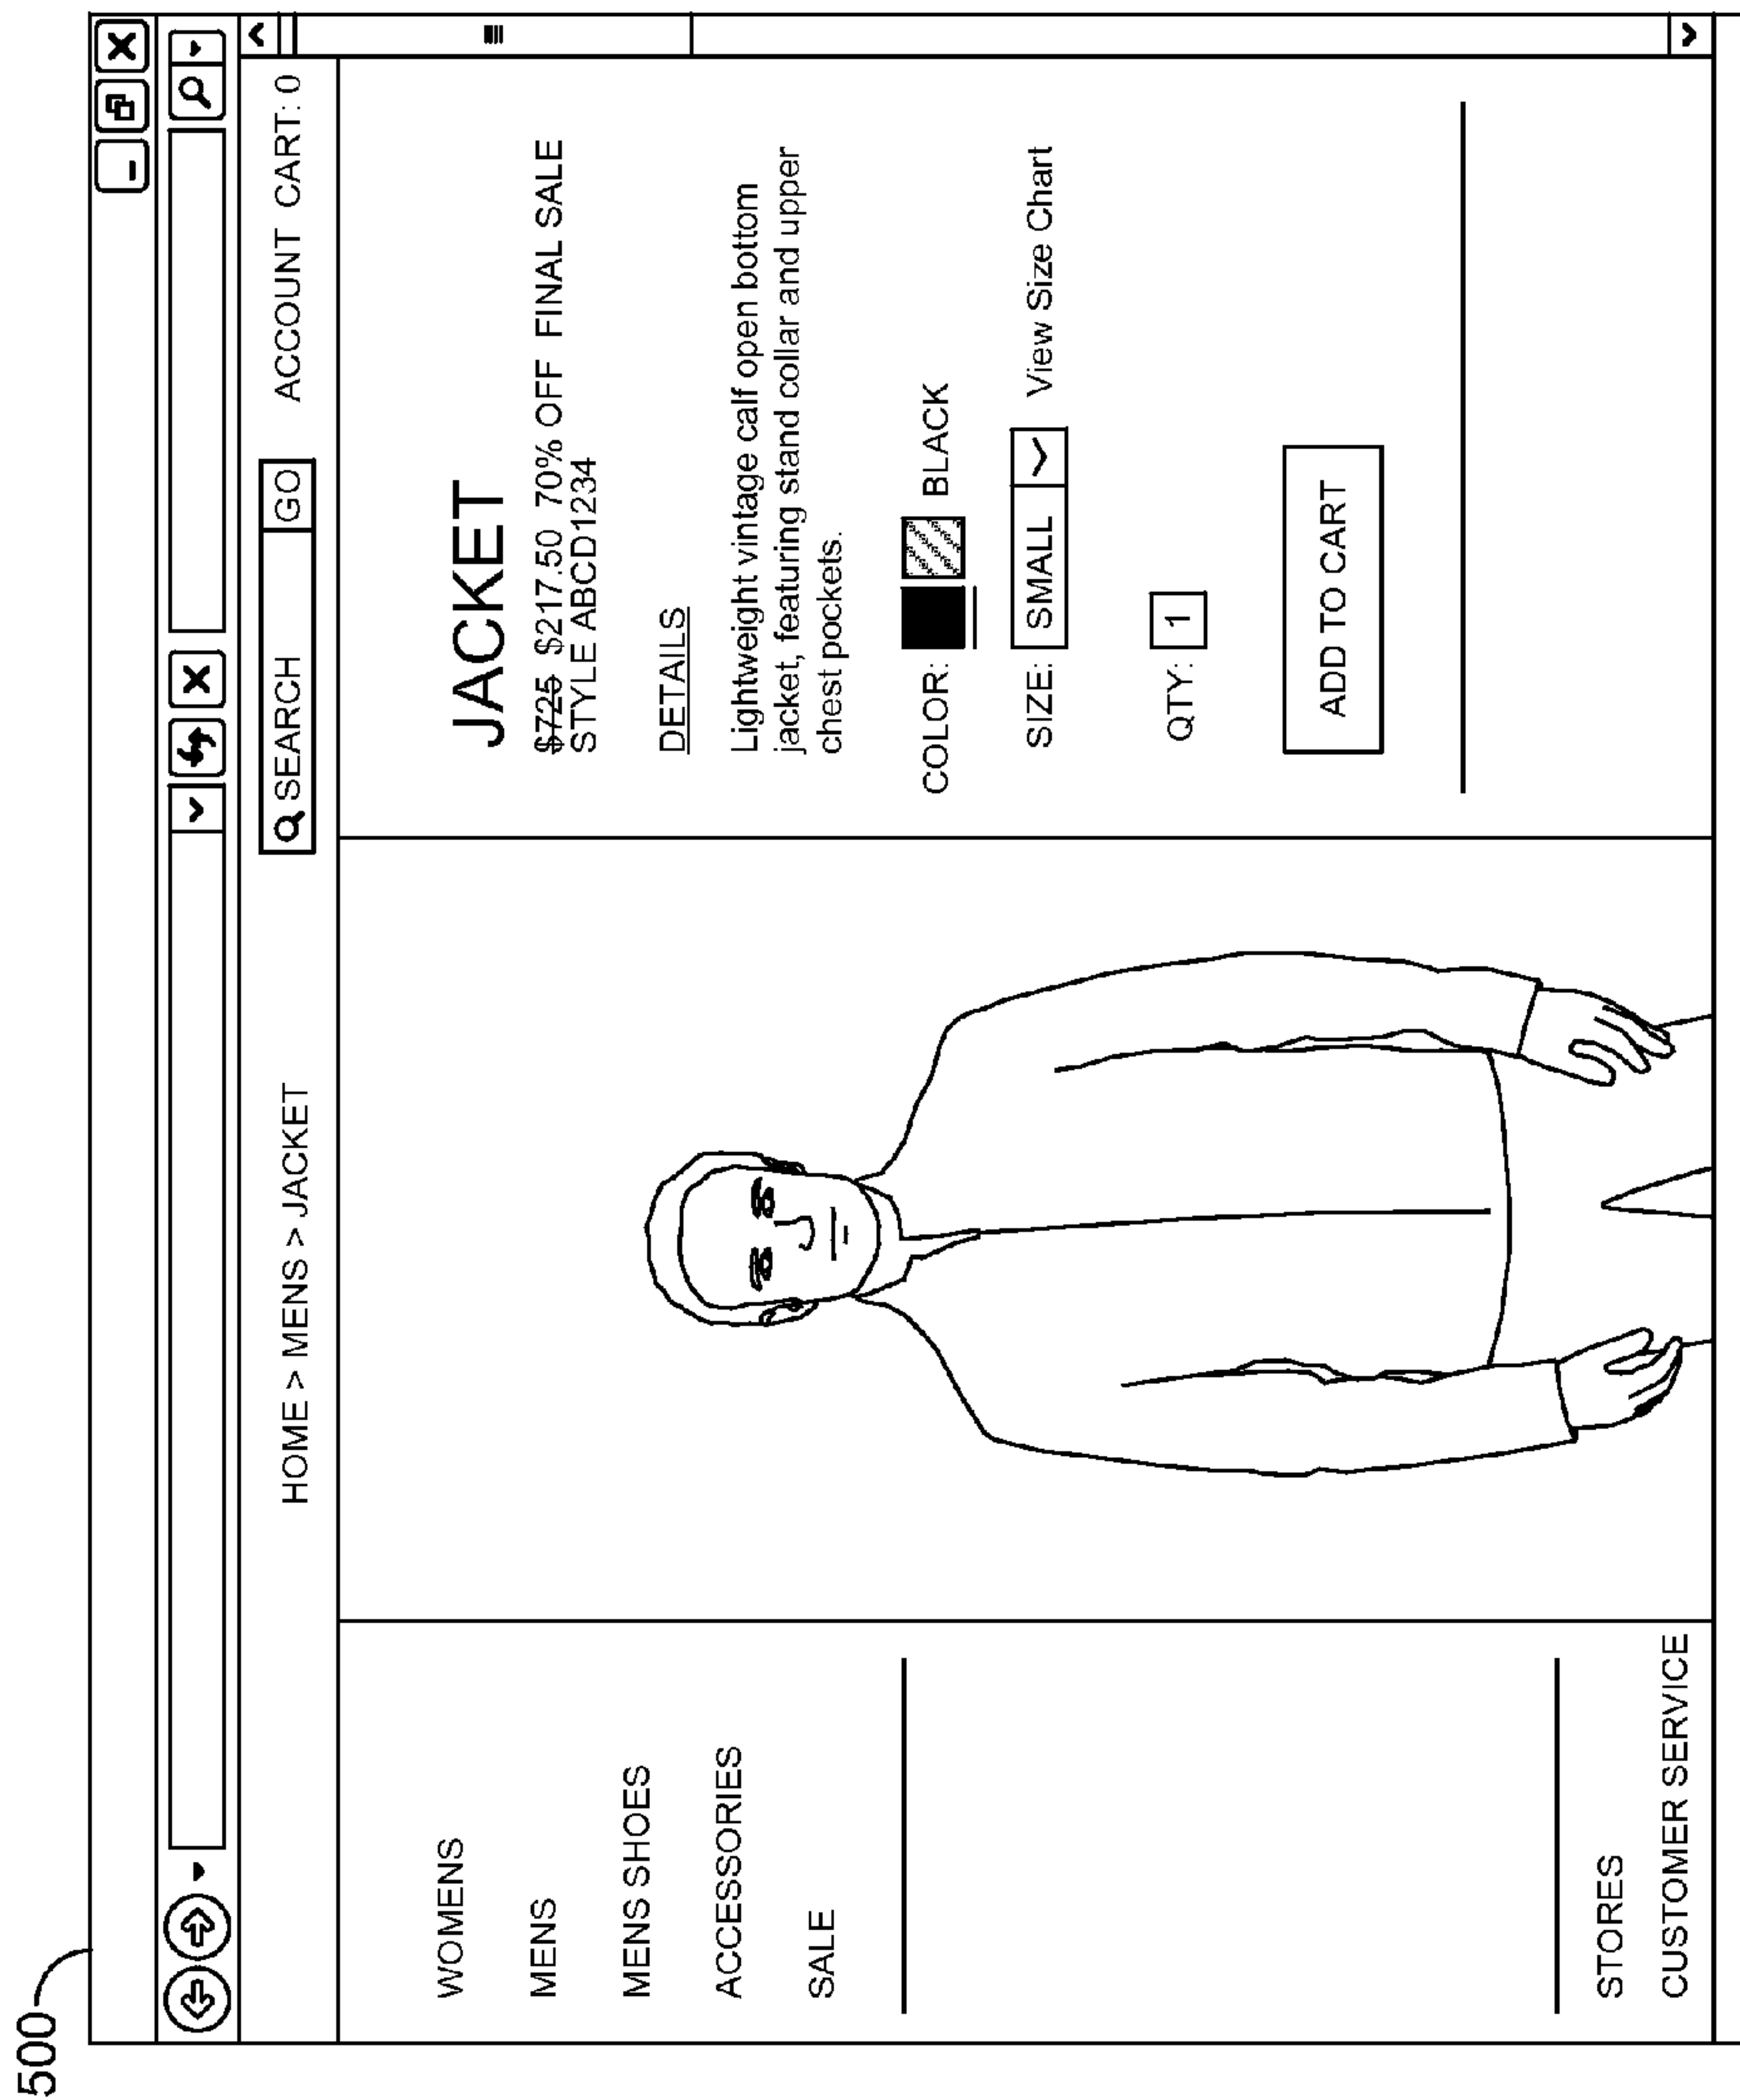 500
HOME > MENS > JACKET
SEARCH GO
ACCOUNT CART: 0
WOMENS
MENS
MENS SHOES
ACCESSORIES
SALE
STORES
CUSTOMER SERVICE
JACKET
$725 $217.50 70% OFF FINAL SALE
STYLE ABCD1234
DETAILS
Lightweight vintage calf open bottom
jacket, featuring stand collar and upper
chest pockets.
COLOR: BLACK
SIZE: SMALL View Size Chart
QTY: 1
ADD TO CART